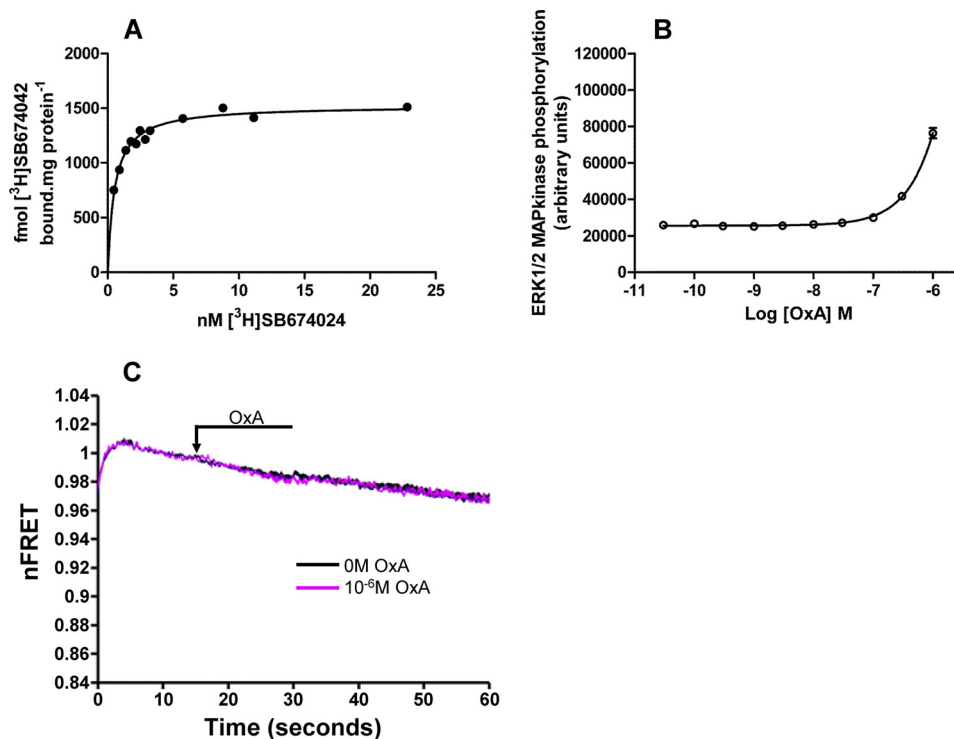 A
fmol [³H]SB674042
bound.mg protein⁻¹
2000
1500
1000
500
0
0 5 10 15 20 25
nM [³H]SB674024
B
ERK1/2 MAPkinase phosphorylation
(arbitrary units)
120000
100000
80000
60000
40000
20000
0
-11 -10 -9 -8 -7 -6
Log [OxA] M
C
nFRET
1.04
1.02
1
0.98
0.96
0.94
0.92
0.9
0.88
0.86
0.84
OxA
0M OxA
10⁻⁶M OxA
0 10 20 30 40 50 60
Time (seconds)